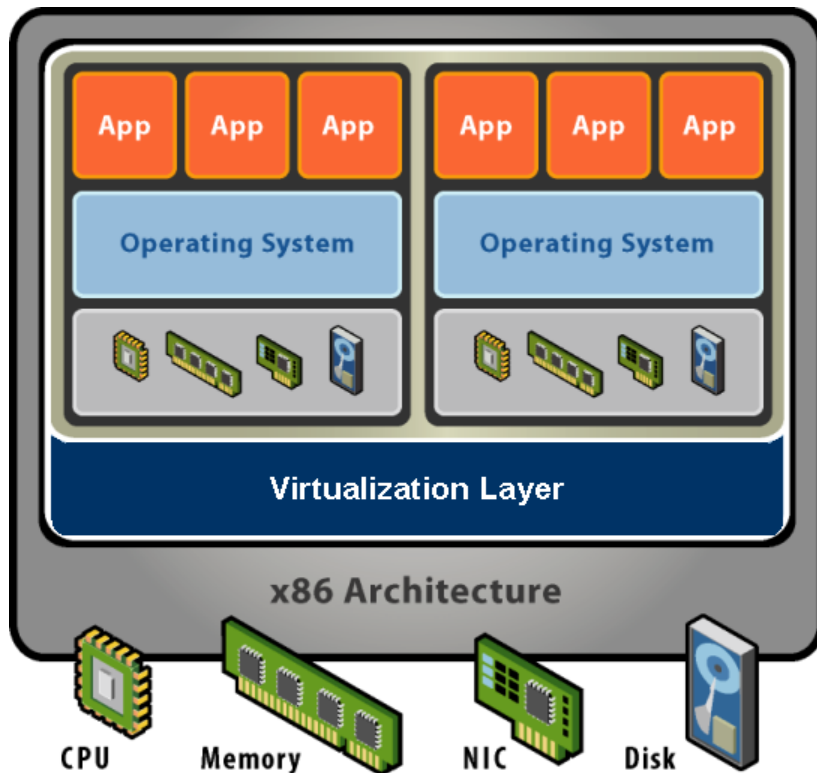 App App App App App App
Operating System Operating System
Virtualization Layer
x86 Architecture
CPU Memory NIC Disk